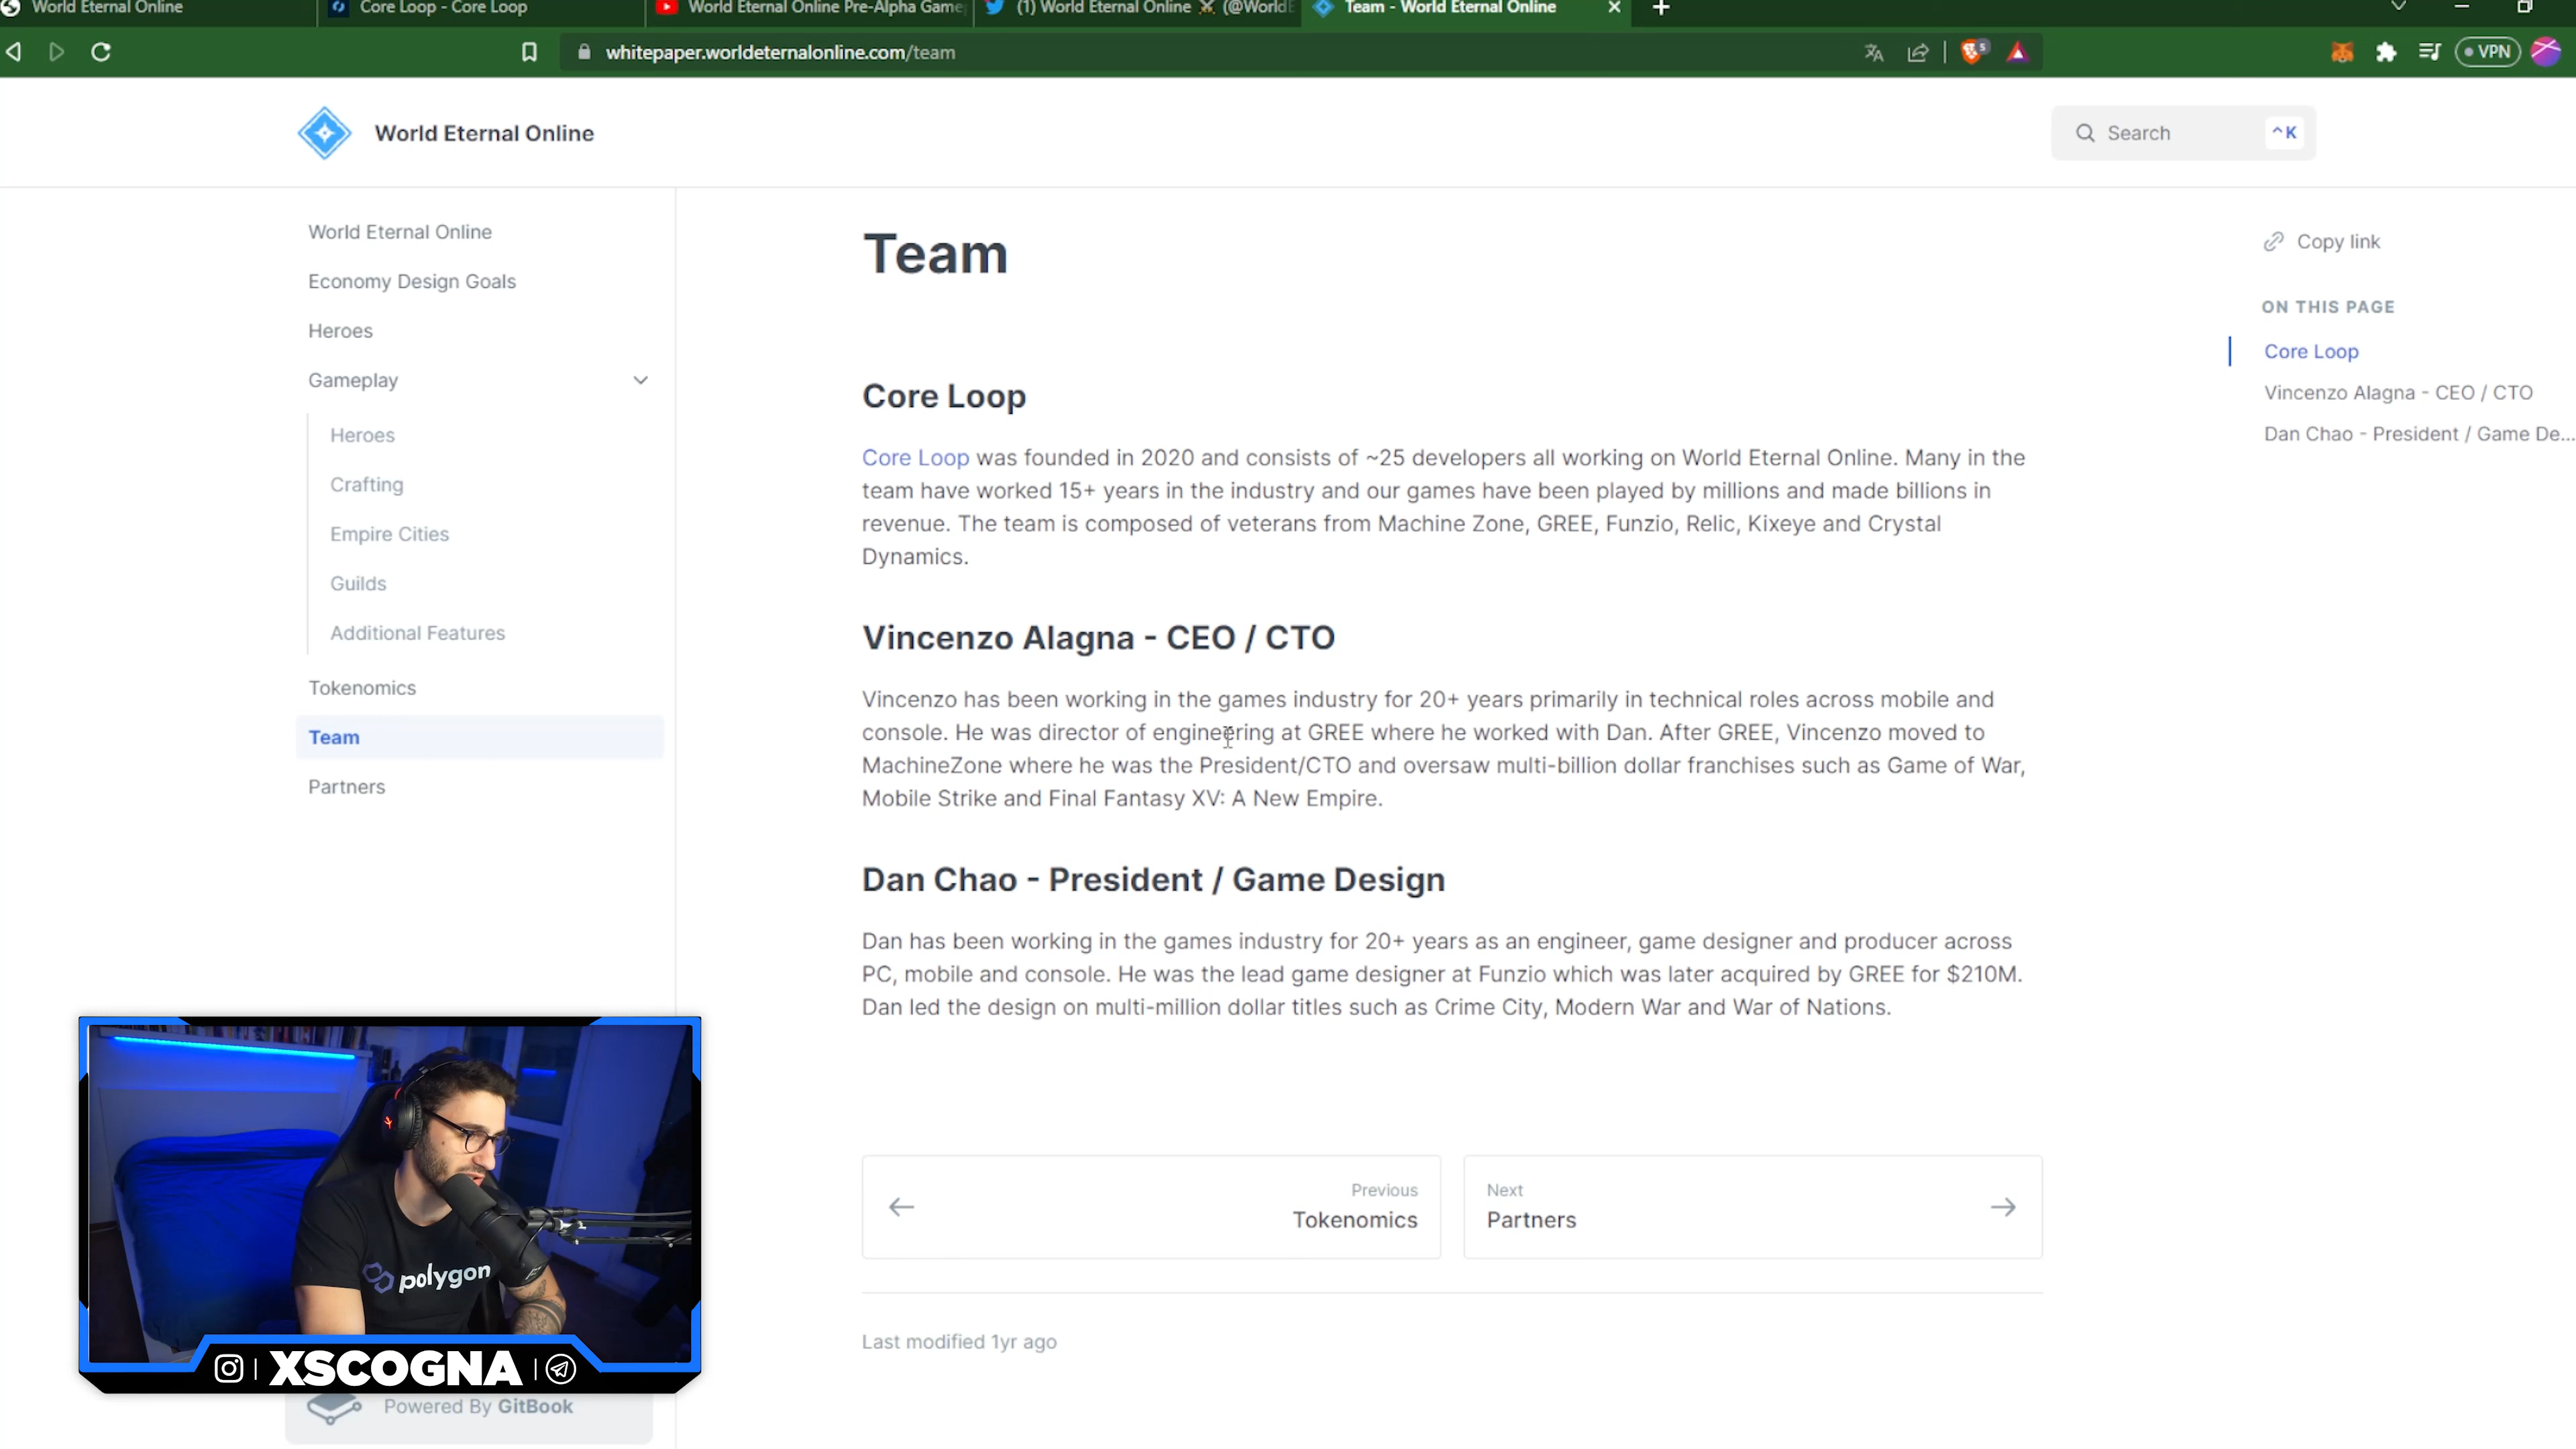 World Eternal Online
Core Loop - Core Loop
World Eternal Online Pre-Alpha Game
(1) World Eternal Online ⚔ (@WorldE
Team - World Eternal Online
whitepaper.worldeternalonline.com/team
5
VPN
World Eternal Online
Search
^K
World Eternal Online
Economy Design Goals
Heroes
Gameplay
Heroes
Crafting
Empire Cities
Guilds
Additional Features
Tokenomics
Team
Partners
Powered By GitBook
Team
Core Loop
Core Loop was founded in 2020 and consists of ~25 developers all working on World Eternal Online. Many in the
team have worked 15+ years in the industry and our games have been played by millions and made billions in
revenue. The team is composed of veterans from Machine Zone, GREE, Funzio, Relic, Kixeye and Crystal
Dynamics.
Vincenzo Alagna - CEO / CTO
Vincenzo has been working in the games industry for 20+ years primarily in technical roles across mobile and
console. He was director of engineering at GREE where he worked with Dan. After GREE, Vincenzo moved to
MachineZone where he was the President/CTO and oversaw multi-billion dollar franchises such as Game of War,
Mobile Strike and Final Fantasy XV: A New Empire.
Dan Chao - President / Game Design
Dan has been working in the games industry for 20+ years as an engineer, game designer and producer across
PC, mobile and console. He was the lead game designer at Funzio which was later acquired by GREE for $210M.
Dan led the design on multi-million dollar titles such as Crime City, Modern War and War of Nations.
Previous
Tokenomics
Next
Partners
Last modified 1yr ago
Copy link
ON THIS PAGE
Core Loop
Vincenzo Alagna - CEO / CTO
Dan Chao - President / Game De...
polygon
XSCOGNA